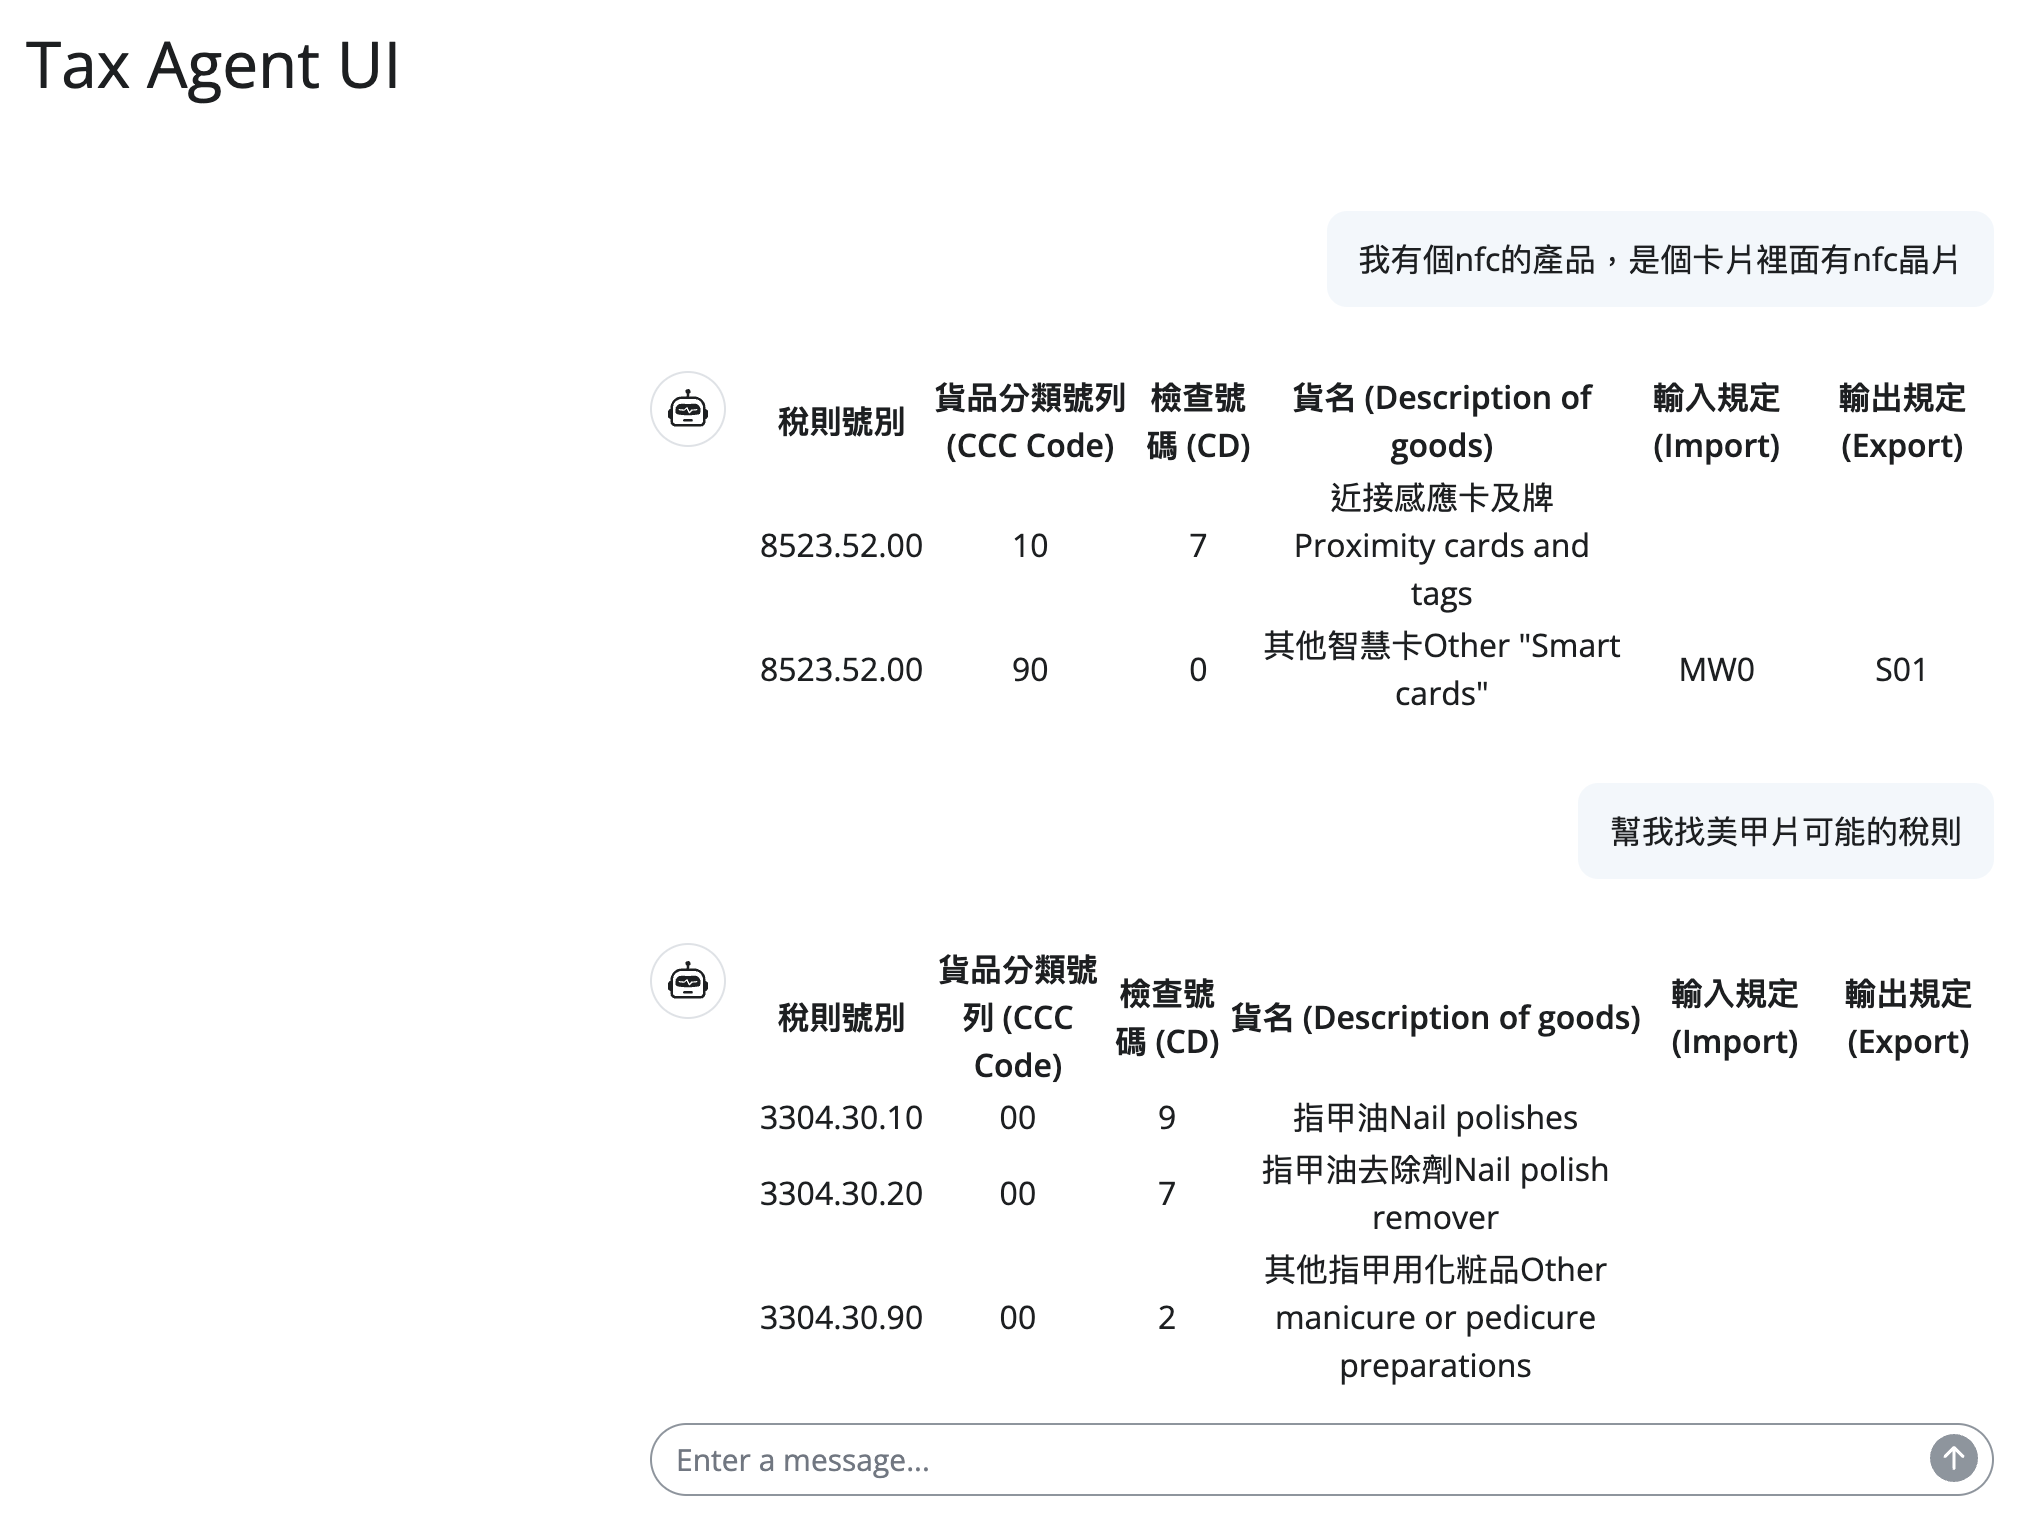 Tax Agent UI
我有個nfc的產品，是個卡片裡面有nfc晶片
稅則號別
貨品分類號列
(CCC Code)
檢查號
碼 (CD)
貨名 (Description of
goods)
輸入規定
(Import)
輸出規定
(Export)
8523.52.00
10
7
近接感應卡及牌
Proximity cards and
tags
8523.52.00
90
0
其他智慧卡Other "Smart
cards"
MW0
S01
幫我找美甲片可能的稅則
稅則號別
貨品分類號
列 (CCC
Code)
檢查號
碼 (CD)
貨名 (Description of goods)
輸入規定
(Import)
輸出規定
(Export)
3304.30.10
00
9
指甲油Nail polishes
3304.30.20
00
7
指甲油去除劑Nail polish
remover
3304.30.90
00
2
其他指甲用化粧品Other
manicure or pedicure
preparations
Enter a message...